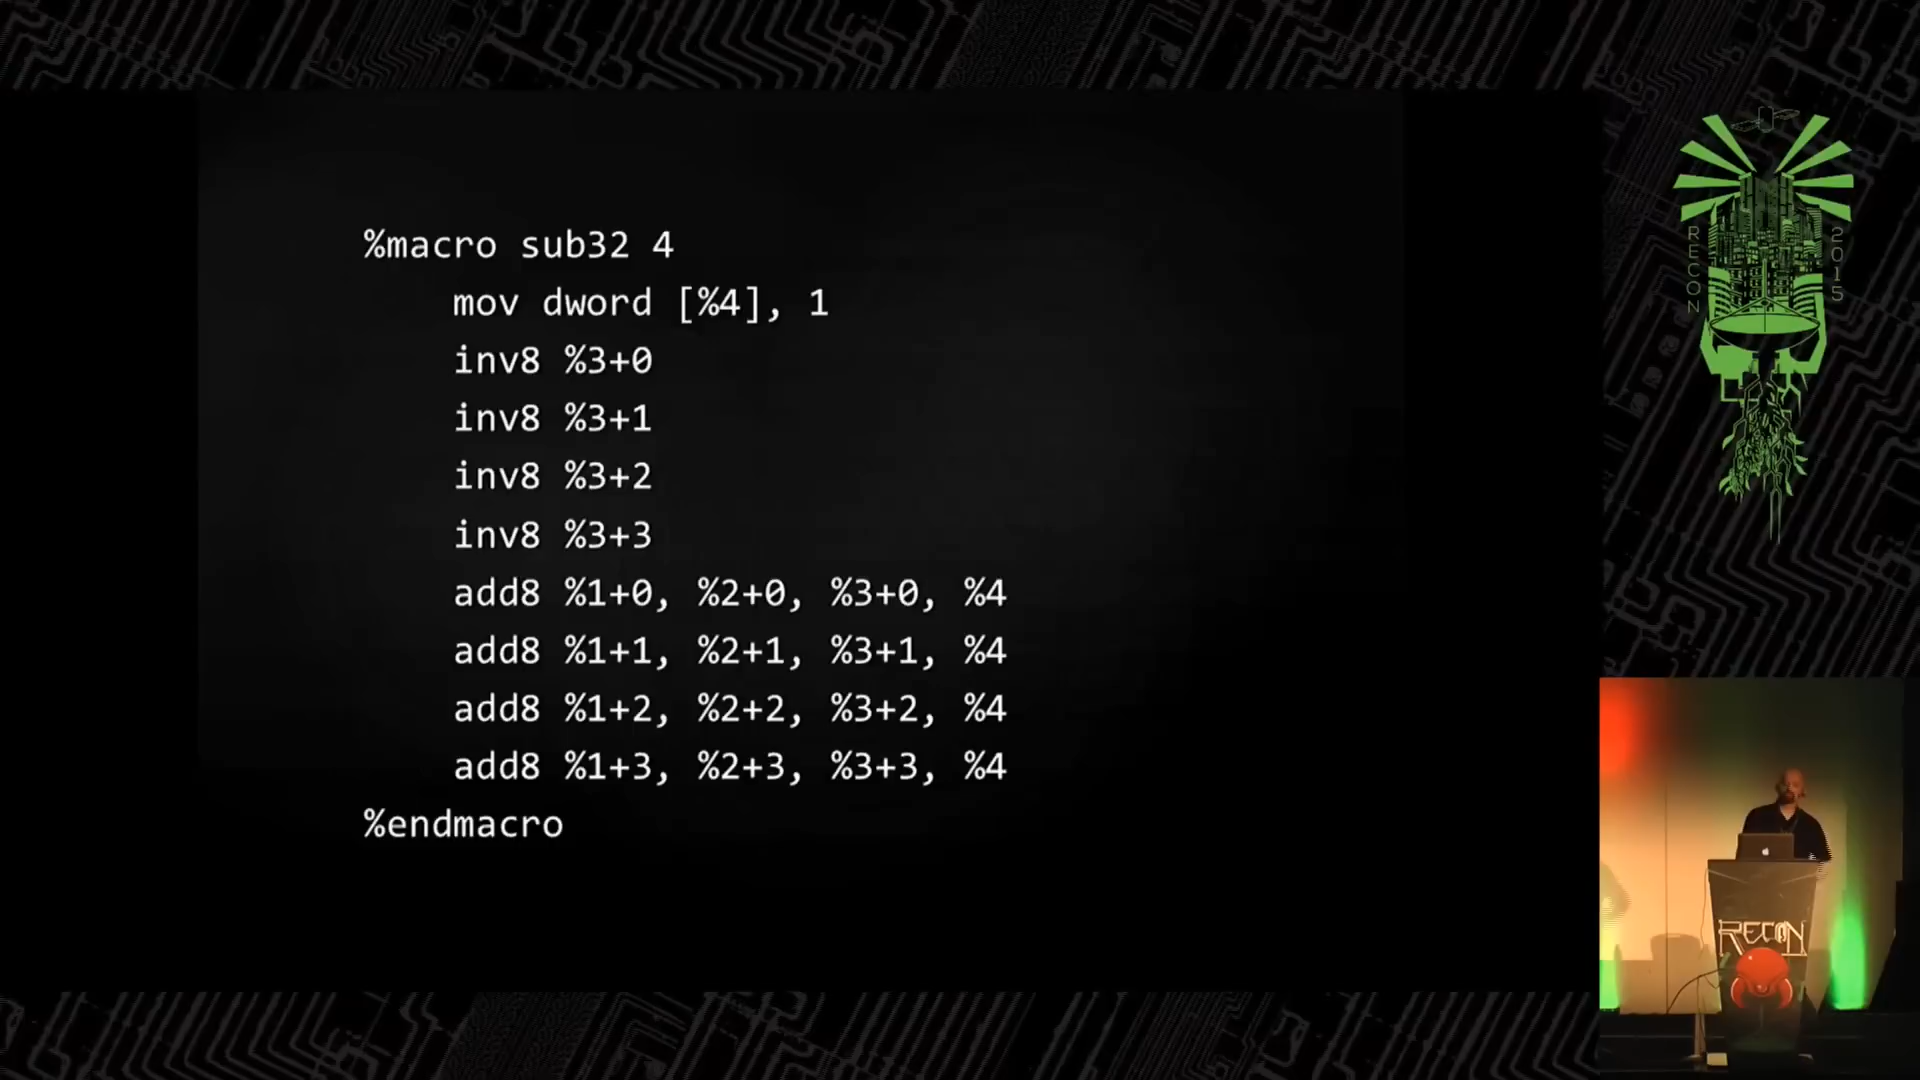 %macro sub32 4
mov dword [%4], 1
inv8 %3+0
inv8 %3+1
inv8 %3+2
inv8 %3+3
add8 %1+0, %2+0, %3+0, %4
add8 %1+1, %2+1, %3+1, %4
add8 %1+2, %2+2, %3+2, %4
add8 %1+3, %2+3, %3+3, %4
%endmacro
RECON
2015
RECON